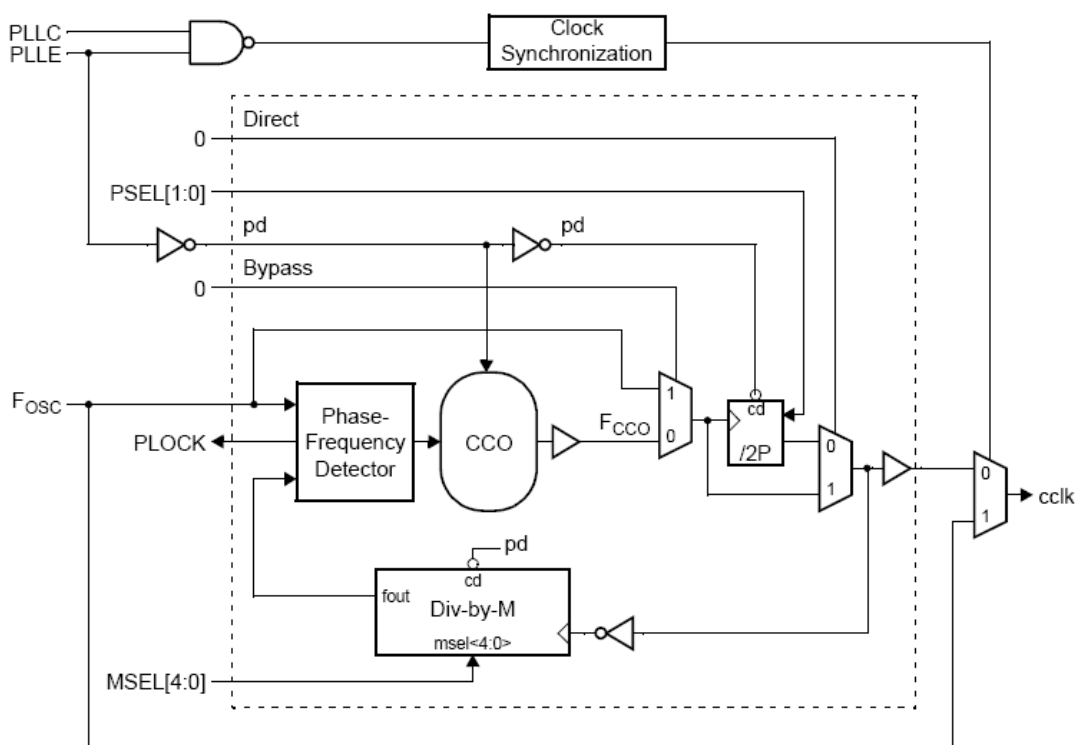 PLLC
PLLE
Clock
Synchronization
0
Direct
PSEL[1:0]
pd
pd
0
Bypass
FOSC
PLOCK
Phase-
Frequency
Detector
CCO
FCCO
1
0
cd
/2P
0
1
0
1
cclk
pd
cd
fout
Div-by-M
msel<4:0>
MSEL[4:0]